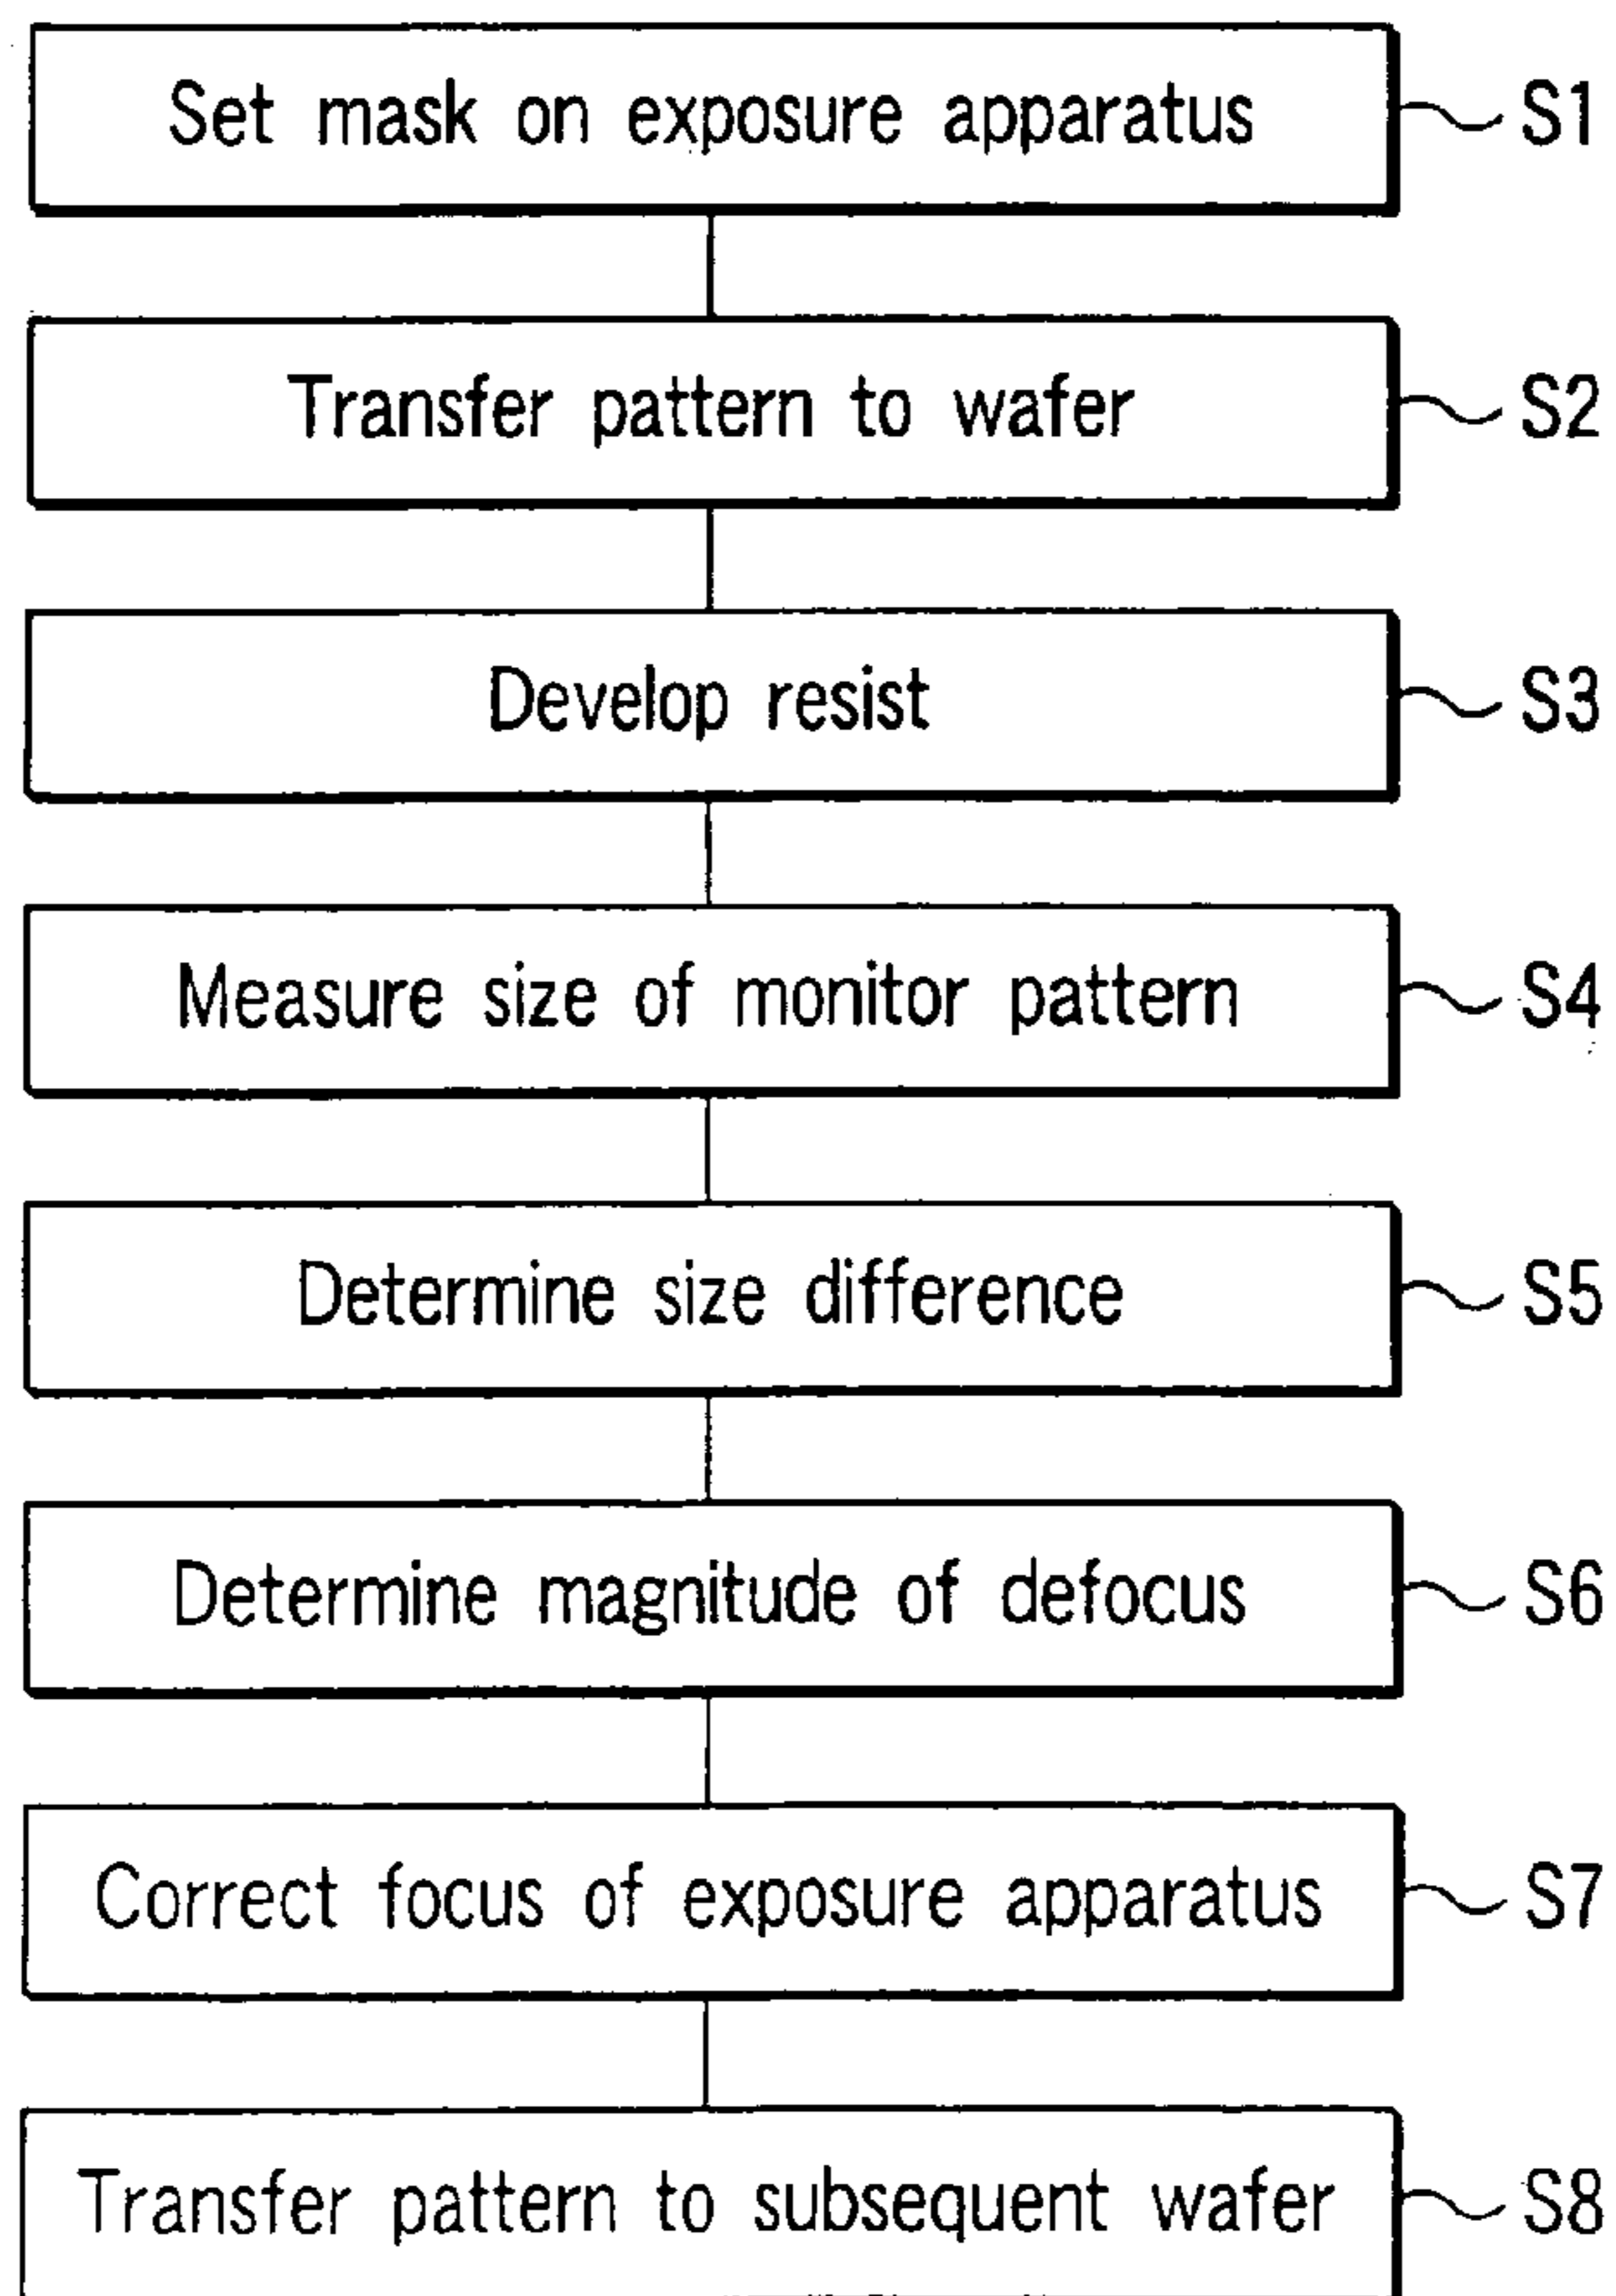 Set mask on exposure apparatus S1
Transfer pattern to wafer S2
Develop resist S3
Measure size of monitor pattern S4
Determine size difference S5
Determine magnitude of defocus S6
Correct focus of exposure apparatus S7
Transfer pattern to subsequent wafer S8